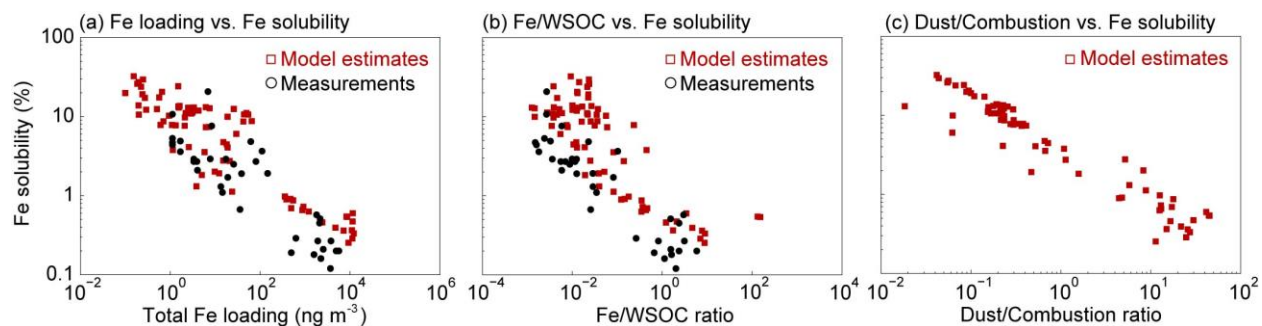 (a) Fe loading vs. Fe solubility
(b) Fe/WSOC vs. Fe solubility
(c) Dust/Combustion vs. Fe solubility
Fe solubility (%)
100
10
1
0.1
Model estimates
Measurements
Model estimates
Measurements
Model estimates
10⁻² 10⁰ 10² 10⁴ 10⁶
10⁻⁴ 10⁻² 10⁰ 10² 10⁴
10⁻² 10⁻¹ 10⁰ 10¹ 10²
Total Fe loading (ng m⁻³)
Fe/WSOC ratio
Dust/Combustion ratio